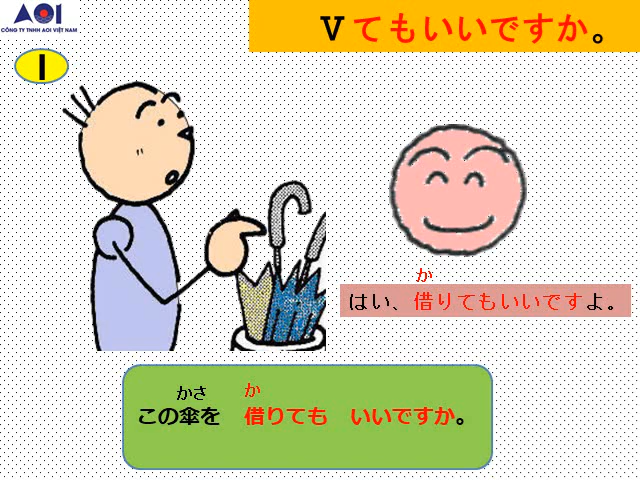 AOI
CÔNG TY TNHH AOI VIỆT NAM
Vてもいいですか。
1
か
はい、借りてもいいですよ。
かさ か
この傘を 借りても いいですか。